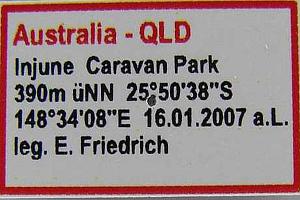 Australia - QLD
Injune Caravan Park
390m üNN 25°50'38"S
148°34'08"E 16.01.2007 a.L.
leg. E. Friedrich